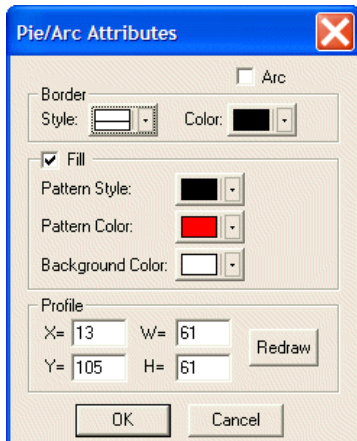 Pie/Arc Attributes
Arc
Border
Style: Color:
Fill
Pattern Style:
Pattern Color:
Background Color:
Profile
X= 13 W= 61
Redraw
Y= 105 H= 61
OK Cancel